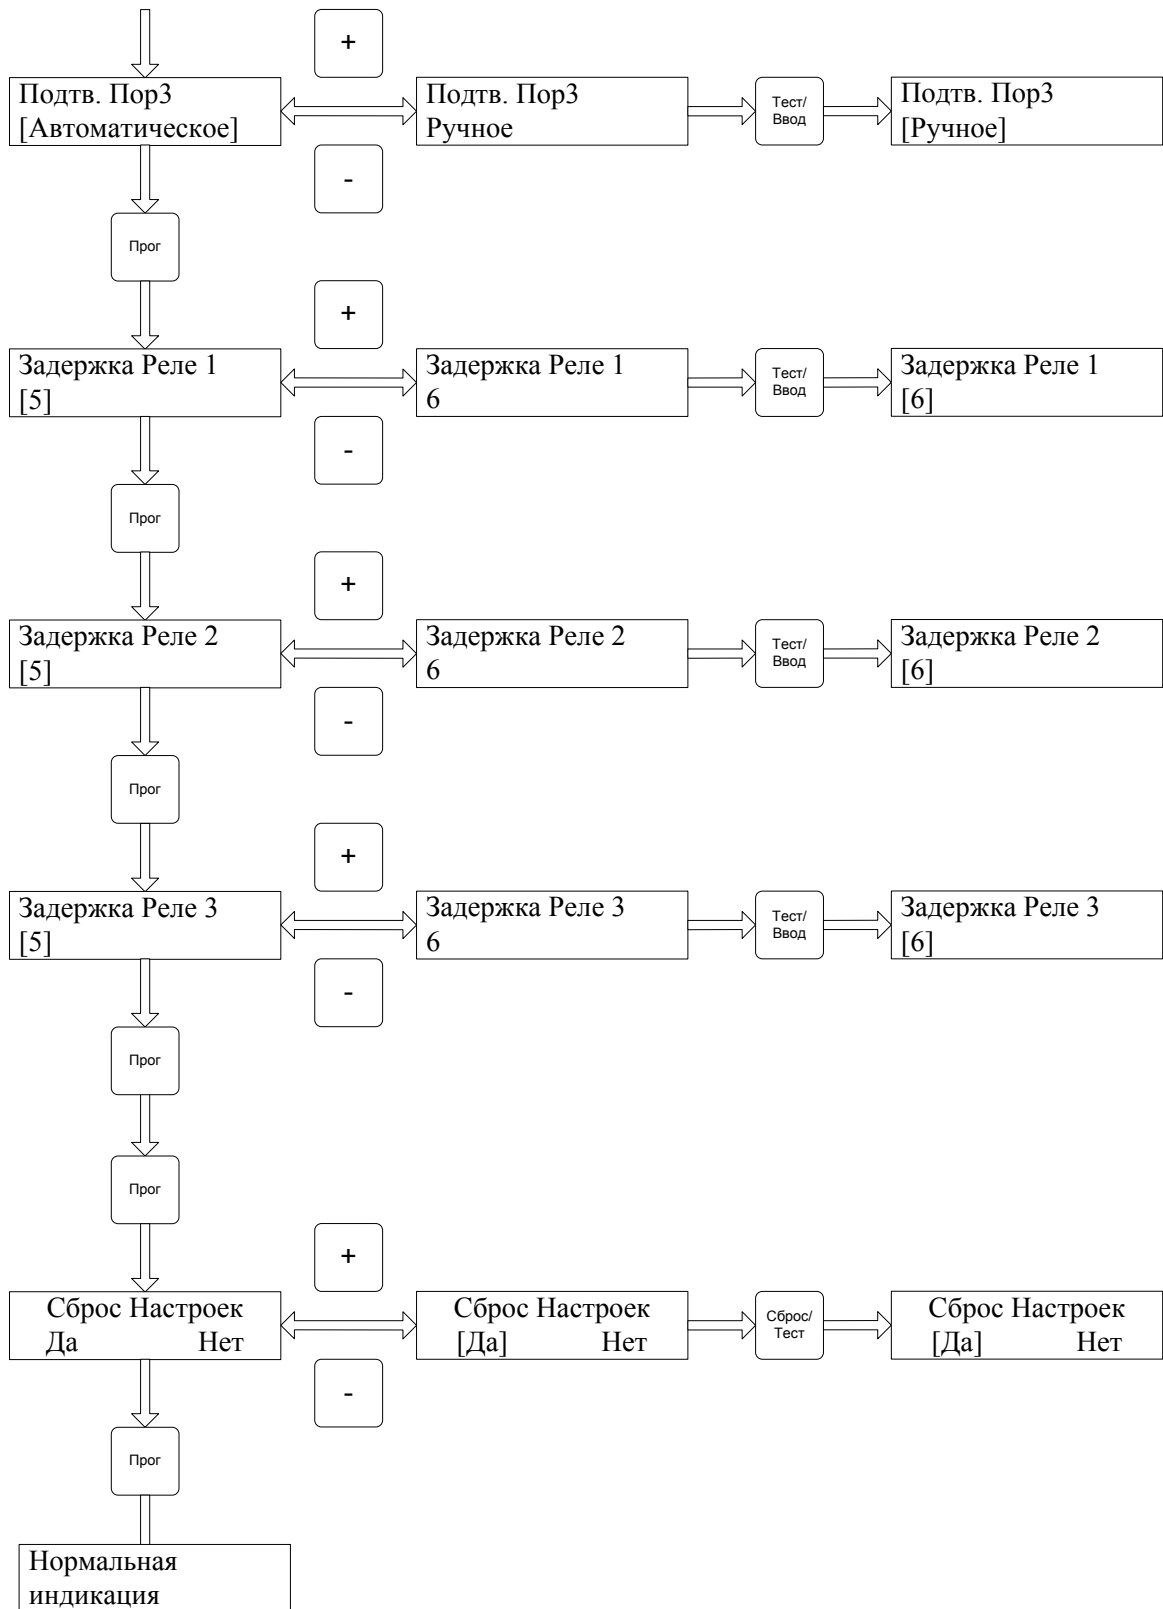 +
Подтв. Пор3
[Автоматическое]
Подтв. Пор3
Ручное
Тест/
Ввод
Подтв. Пор3
[Ручное]
-
Прог
+
Задержка Реле 1
[5]
Задержка Реле 1
6
Тест/
Ввод
Задержка Реле 1
[6]
-
Прог
+
Задержка Реле 2
[5]
Задержка Реле 2
6
Тест/
Ввод
Задержка Реле 2
[6]
-
Прог
+
Задержка Реле 3
[5]
Задержка Реле 3
6
Тест/
Ввод
Задержка Реле 3
[6]
-
Прог
Прог
+
Сброс Настроек
Да Нет
Сброс Настроек
[Да] Нет
Сброс/
Тест
Сброс Настроек
[Да] Нет
-
Прог
Нормальная
индикация